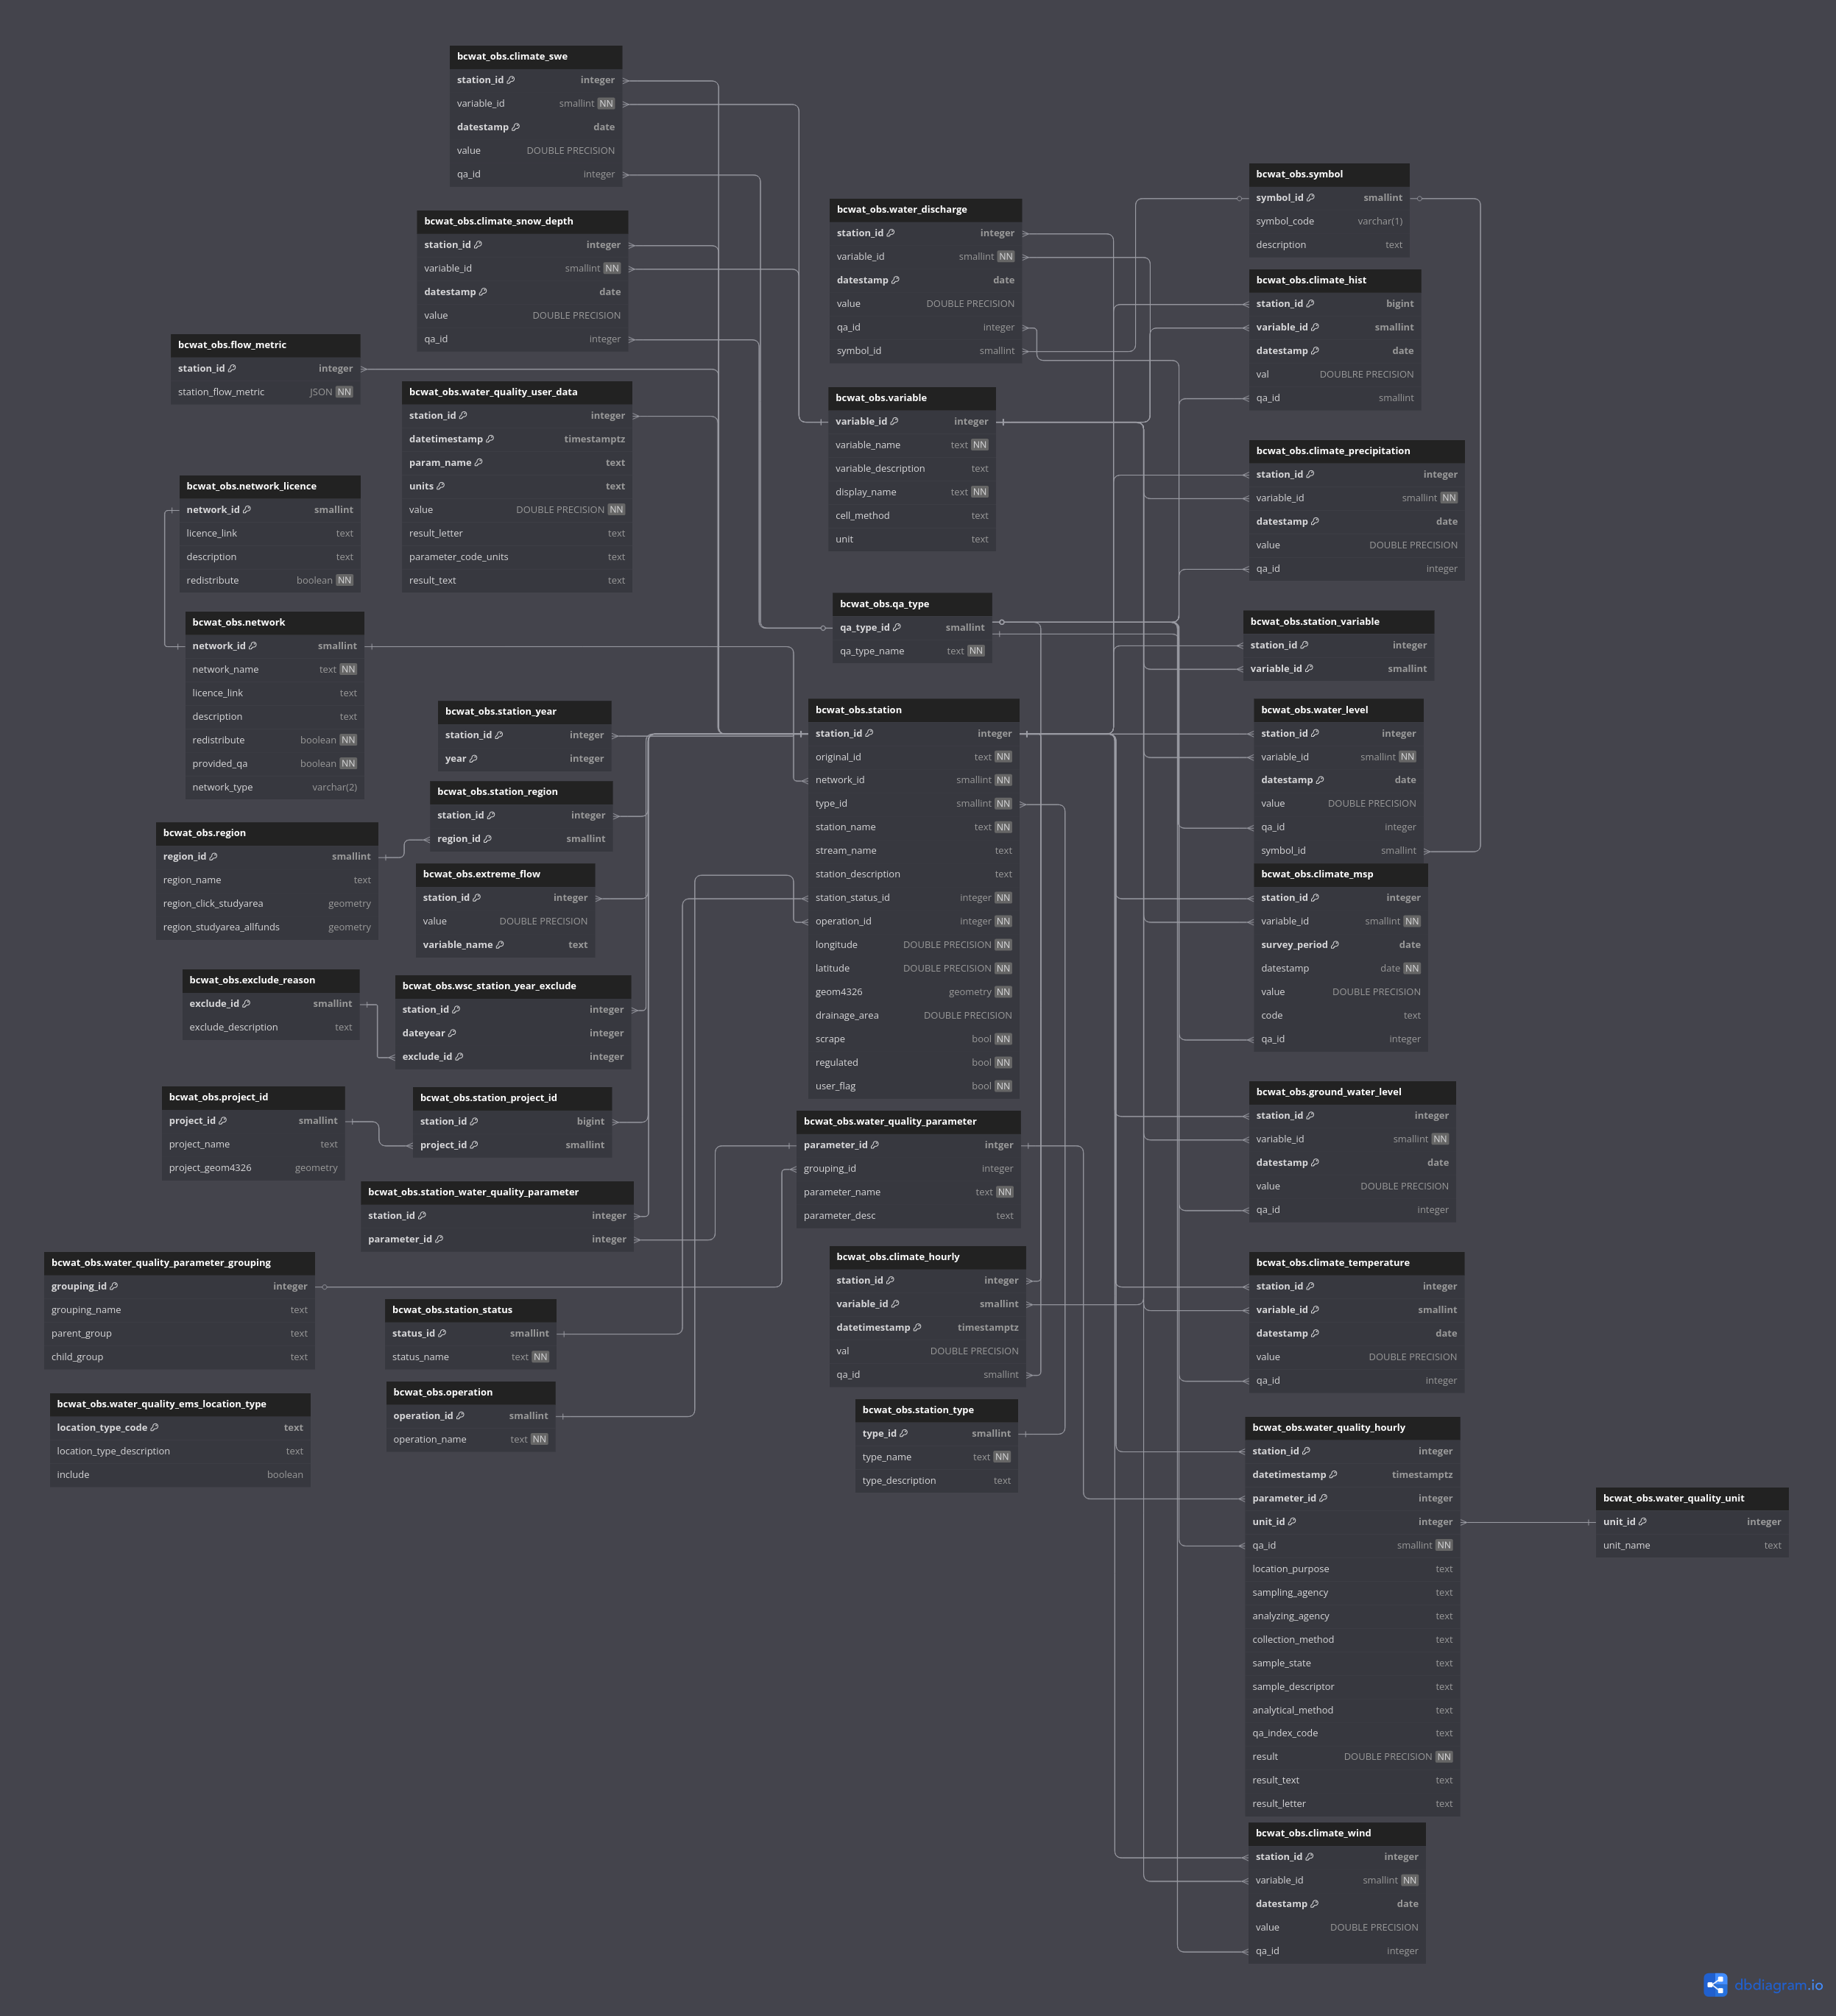 bcwat_obs.climate_swe
station_id integer
variable_id smallint NN
datestamp date
value DOUBLE PRECISION
qa_id integer
bcwat_obs.climate_snow_depth
station_id integer
variable_id smallint NN
datestamp date
value DOUBLE PRECISION
qa_id integer
bcwat_obs.flow_metric
station_id integer
station_flow_metric JSON NN
bcwat_obs.water_quality_user_data
station_id integer
datetimestamp timestamptz
param_name text
units text
value DOUBLE PRECISION NN
result_letter text
parameter_code_units text
result_text text
bcwat_obs.network_licence
network_id smallint
licence_link text
description text
redistribute boolean NN
bcwat_obs.network
network_id smallint
network_name text NN
licence_link text
description text
redistribute boolean NN
provided_qa boolean NN
network_type varchar(2)
bcwat_obs.station_year
station_id integer
year integer
bcwat_obs.station_region
station_id integer
region_id smallint
bcwat_obs.region
region_id smallint
region_name text
region_click_studyarea geometry
region_studyarea_allfunds geometry
bcwat_obs.extreme_flow
station_id integer
value DOUBLE PRECISION
variable_name text
bcwat_obs.exclude_reason
exclude_id smallint
exclude_description text
bcwat_obs.wsc_station_year_exclude
station_id integer
dateyear integer
exclude_id integer
bcwat_obs.project_id
project_id smallint
project_name text
project_geom4326 geometry
bcwat_obs.station_project_id
station_id bigint
project_id smallint
bcwat_obs.station_water_quality_parameter
station_id integer
parameter_id integer
bcwat_obs.water_quality_parameter_grouping
grouping_id integer
grouping_name text
parent_group text
child_group text
bcwat_obs.station_status
status_id smallint
status_name text NN
bcwat_obs.operation
operation_id smallint
operation_name text NN
bcwat_obs.water_quality_ems_location_type
location_type_code text
location_type_description text
include boolean
bcwat_obs.water_discharge
station_id integer
variable_id smallint NN
datestamp date
value DOUBLE PRECISION
qa_id integer
symbol_id smallint
bcwat_obs.variable
variable_id integer
variable_name text NN
variable_description text
display_name text NN
cell_method text
unit text
bcwat_obs.qa_type
qa_type_id smallint
qa_type_name text NN
bcwat_obs.station
station_id integer
original_id text NN
network_id smallint NN
type_id smallint NN
station_name text NN
stream_name text
station_description text
station_status_id integer NN
operation_id integer NN
longitude DOUBLE PRECISION NN
latitude DOUBLE PRECISION NN
geom4326 geometry NN
drainage_area DOUBLE PRECISION
scrape bool NN
regulated bool NN
user_flag bool NN
bcwat_obs.water_quality_parameter
parameter_id intger
grouping_id integer
parameter_name text NN
parameter_desc text
bcwat_obs.climate_hourly
station_id integer
variable_id smallint
datetimestamp timestamptz
val DOUBLE PRECISION
qa_id smallint
bcwat_obs.station_type
type_id smallint
type_name text NN
type_description text
bcwat_obs.symbol
symbol_id smallint
symbol_code varchar(1)
description text
bcwat_obs.climate_hist
station_id bigint
variable_id smallint
datestamp date
val DOUBLRE PRECISION
qa_id smallint
bcwat_obs.climate_precipitation
station_id integer
variable_id smallint NN
datestamp date
value DOUBLE PRECISION
qa_id integer
bcwat_obs.station_variable
station_id integer
variable_id smallint
bcwat_obs.water_level
station_id integer
variable_id smallint NN
datestamp date
value DOUBLE PRECISION
qa_id integer
symbol_id smallint
bcwat_obs.climate_msp
station_id integer
variable_id smallint NN
survey_period date
datestamp date NN
value DOUBLE PRECISION
code text
qa_id integer
bcwat_obs.ground_water_level
station_id integer
variable_id smallint NN
datestamp date
value DOUBLE PRECISION
qa_id integer
bcwat_obs.climate_temperature
station_id integer
variable_id smallint
datestamp date
value DOUBLE PRECISION
qa_id integer
bcwat_obs.water_quality_hourly
station_id integer
datetimestamp timestamptz
parameter_id integer
unit_id integer
qa_id smallint NN
location_purpose text
sampling_agency text
analyzing_agency text
collection_method text
sample_state text
sample_descriptor text
analytical_method text
qa_index_code text
result DOUBLE PRECISION NN
result_text text
result_letter text
bcwat_obs.water_quality_unit
unit_id integer
unit_name text
bcwat_obs.climate_wind
station_id integer
variable_id smallint NN
datestamp date
value DOUBLE PRECISION
qa_id integer
dbdiagram.io